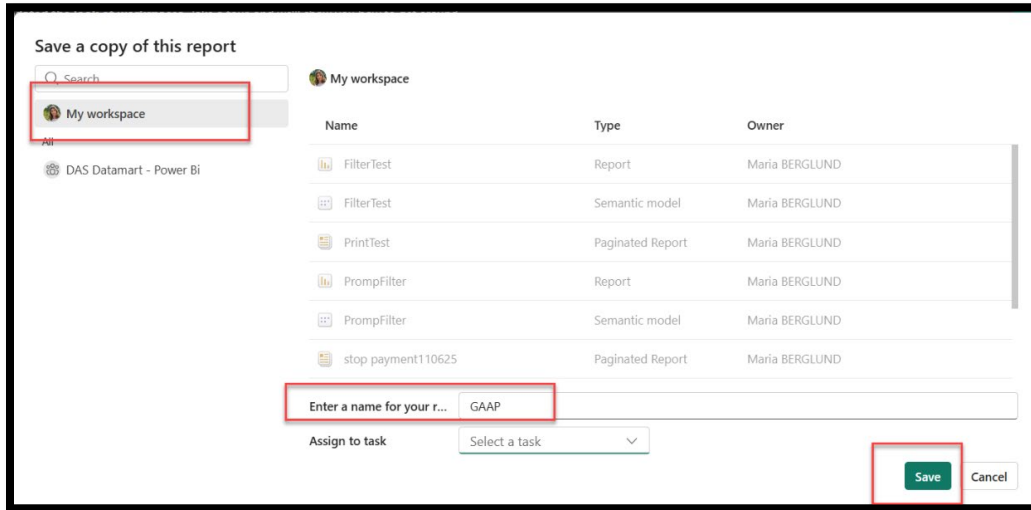 Save a copy of this report
Search
My workspace
My workspace
All
DAS Datamart - Power Bi
Name Type Owner
FilterTest Report Maria BERGLUND
FilterTest Semantic model Maria BERGLUND
PrintTest Paginated Report Maria BERGLUND
PrompFilter Report Maria BERGLUND
PrompFilter Semantic model Maria BERGLUND
stop payment110625 Paginated Report Maria BERGLUND
Enter a name for your r... GAAP
Assign to task Select a task
Save Cancel